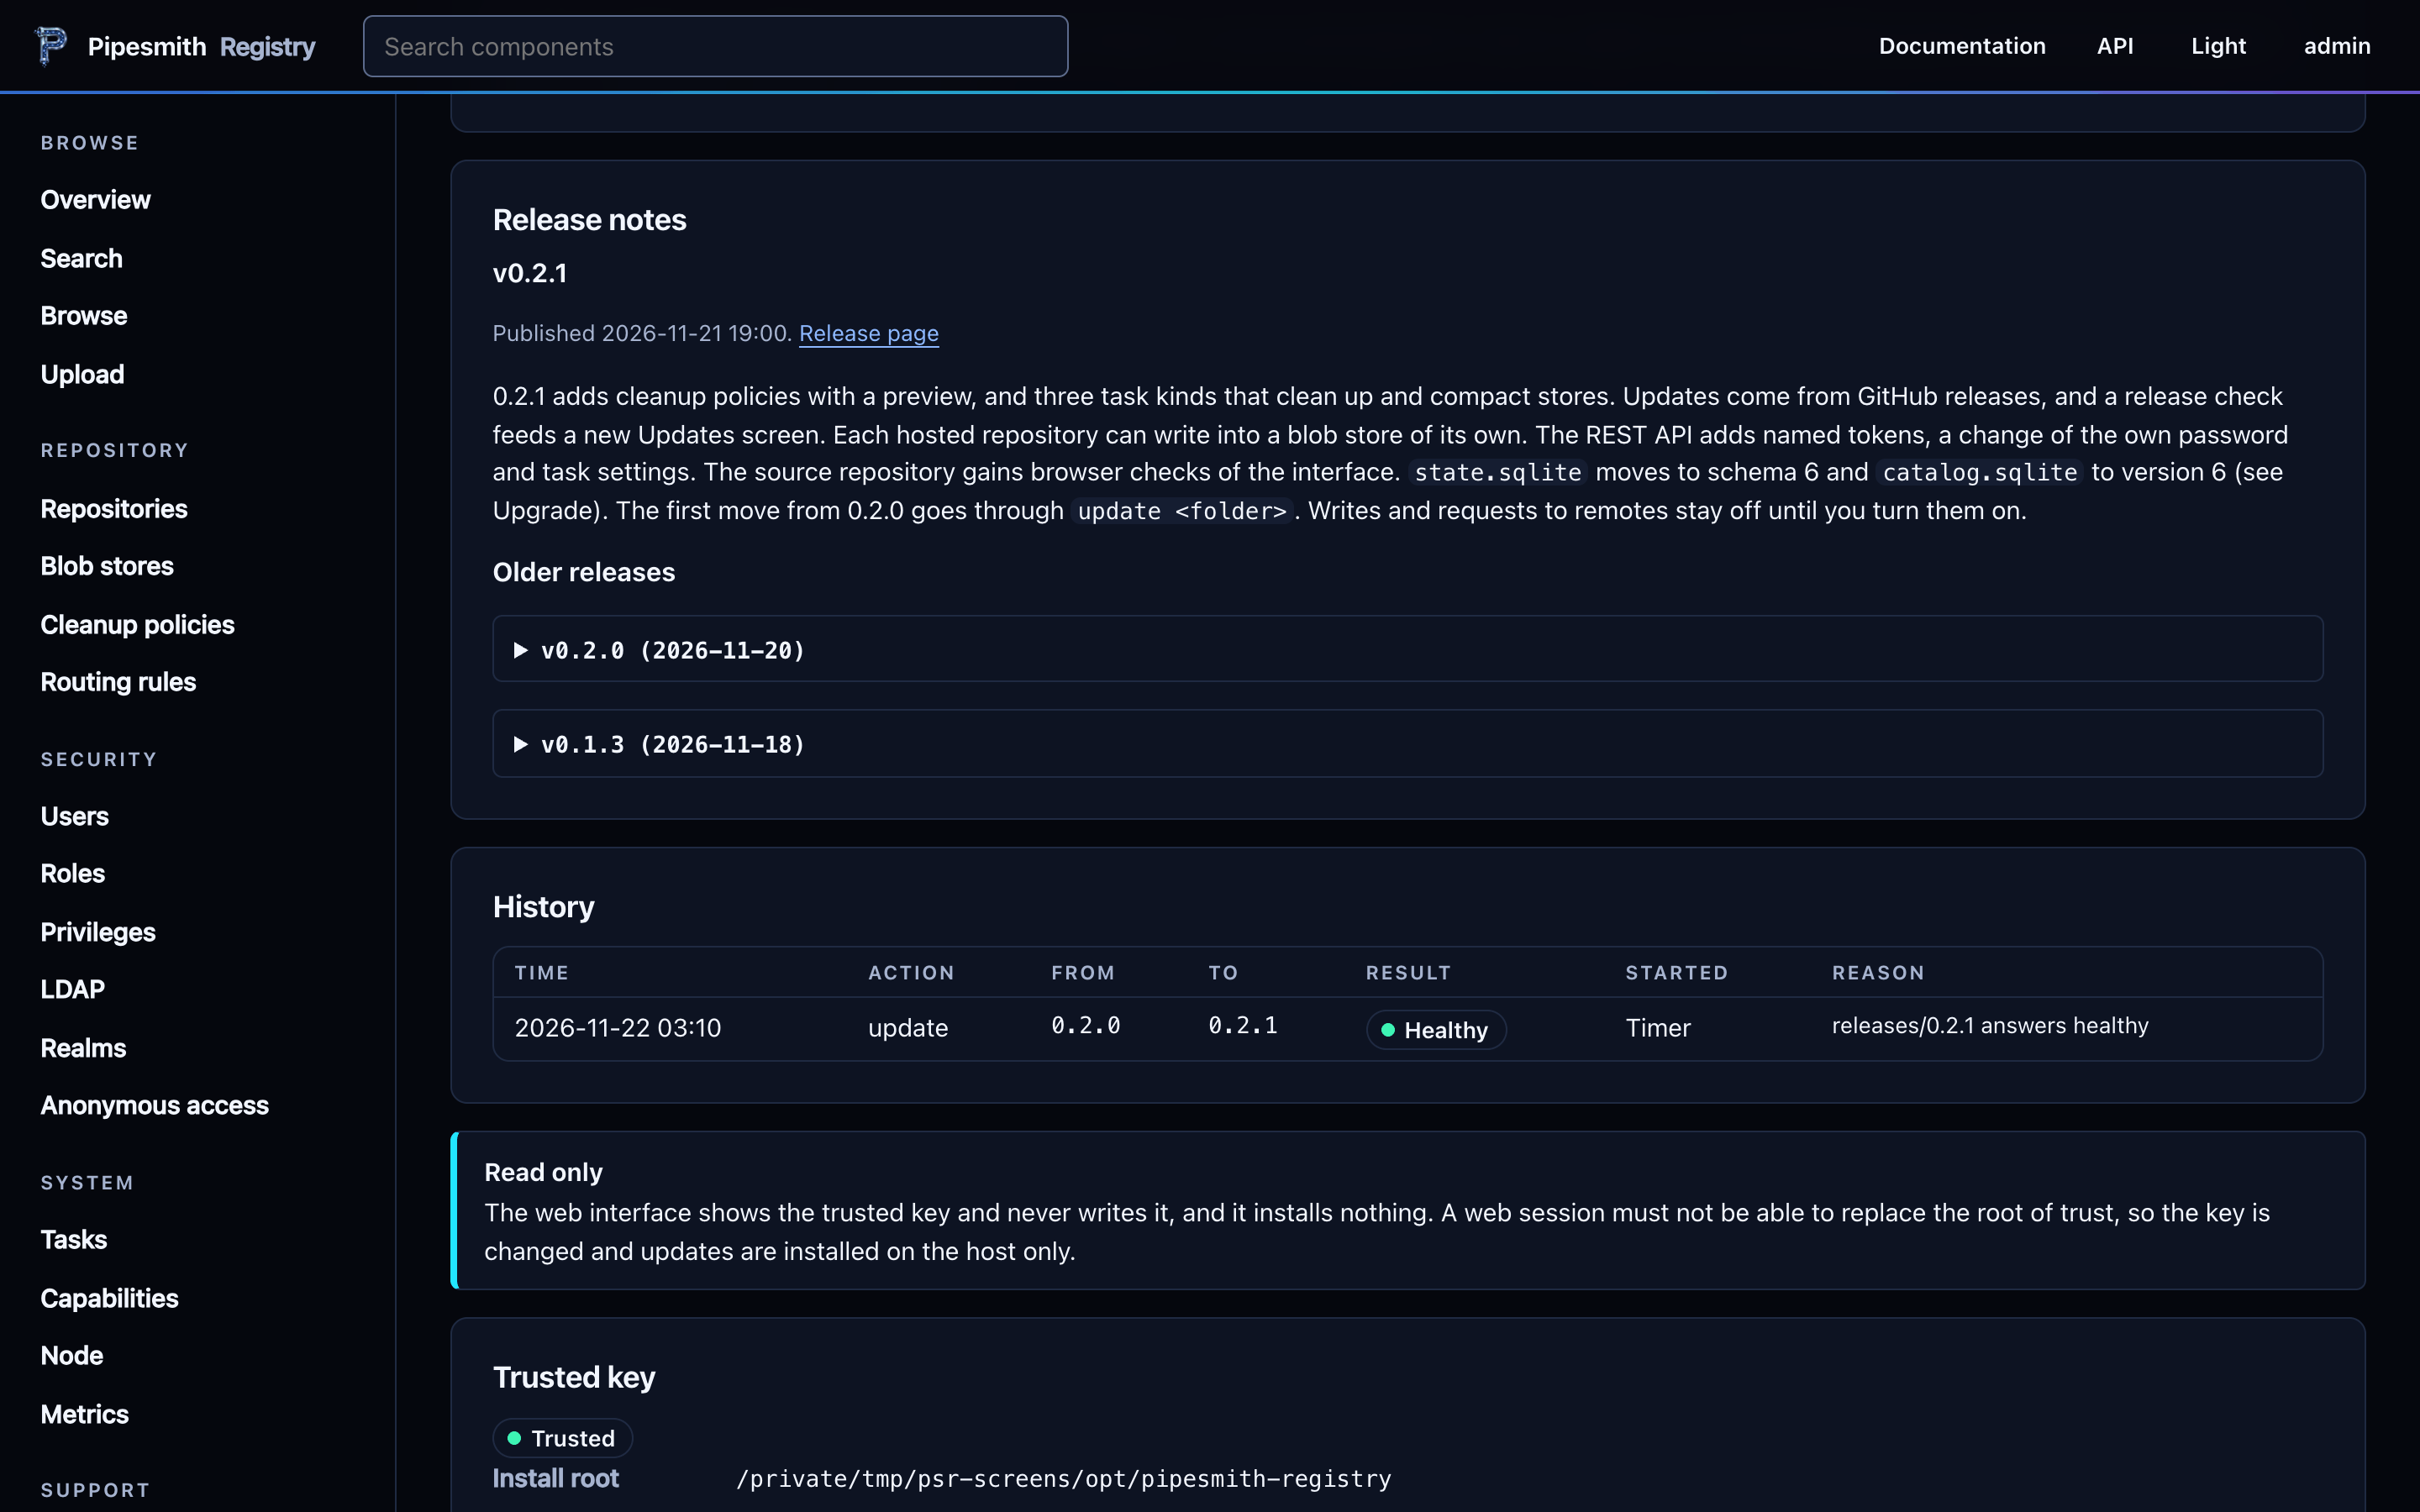 Pipesmith Registry
Search components
Documentation
API
Light
admin
BROWSE
Overview
Search
Browse
Upload
REPOSITORY
Repositories
Blob stores
Cleanup policies
Routing rules
SECURITY
Users
Roles
Privileges
LDAP
Realms
Anonymous access
SYSTEM
Tasks
Capabilities
Node
Metrics
SUPPORT
Release notes
v0.2.1
Published 2026-11-21 19:00. Release page
0.2.1 adds cleanup policies with a preview, and three task kinds that clean up and compact stores. Updates come from GitHub releases, and a release check
feeds a new Updates screen. Each hosted repository can write into a blob store of its own. The REST API adds named tokens, a change of the own password
and task settings. The source repository gains browser checks of the interface. state.sqlite moves to schema 6 and catalog.sqlite to version 6 (see
Upgrade). The first move from 0.2.0 goes through update <folder>. Writes and requests to remotes stay off until you turn them on.
Older releases
v0.2.0 (2026-11-20)
v0.1.3 (2026-11-18)
History
TIME ACTION FROM TO RESULT STARTED REASON
2026-11-22 03:10 update 0.2.0 0.2.1 Healthy Timer releases/0.2.1 answers healthy
Read only
The web interface shows the trusted key and never writes it, and it installs nothing. A web session must not be able to replace the root of trust, so the key is
changed and updates are installed on the host only.
Trusted key
Trusted
Install root /private/tmp/psr-screens/opt/pipesmith-registry